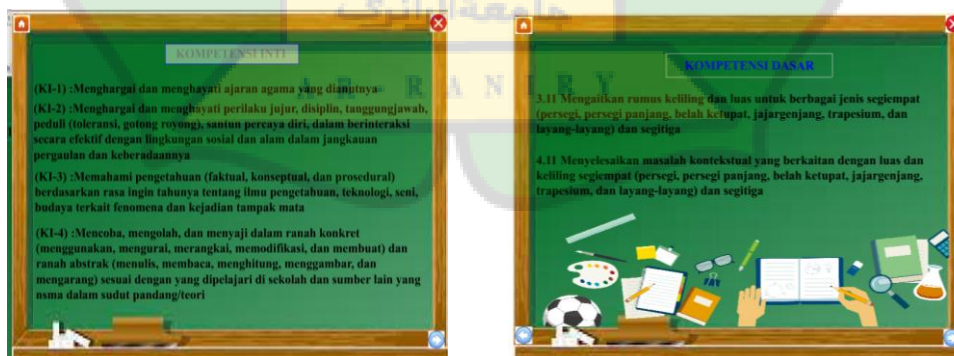 جامعة الرانري
A R - R A N I R Y
KOMPETENSI INTI
(KI-1) :Menghargai dan menghayati ajaran agama yang dianutnya
(KI-2) :Menghargai dan menghayati perilaku jujur, disiplin, tanggungjawab,
peduli (toleransi, gotong royong), santun percaya diri, dalam berinteraksi
secara efektif dengan lingkungan sosial dan alam dalam jangkauan
pergaulan dan keberadaannya
(KI-3) :Memahami pengetahuan (faktual, konseptual, dan prosedural)
berdasarkan rasa ingin tahunya tentang ilmu pengetahuan, teknologi, seni,
budaya terkait fenomena dan kejadian tampak mata
(KI-4) :Mencoba, mengolah, dan menyaji dalam ranah konkret
(menggunakan, mengurai, merangkai, memodifikasi, dan membuat) dan
ranah abstrak (menulis, membaca, menghitung, menggambar, dan
mengarang) sesuai dengan yang dipelajari di sekolah dan sumber lain yang
nsma dalam sudut pandang/teori
KOMPETENSI DASAR
3.11 Mengaitkan rumus keliling dan luas untuk berbagai jenis segiempat
(persegi, persegi panjang, belah ketupat, jajargenjang, trapesium, dan
layang-layang) dan segitiga
4.11 Menyelesaikan masalah kontekstual yang berkaitan dengan luas dan
keliling segiempat (persegi, persegi panjang, belah ketupat, jajargenjang,
trapesium, dan layang-layang) dan segitiga